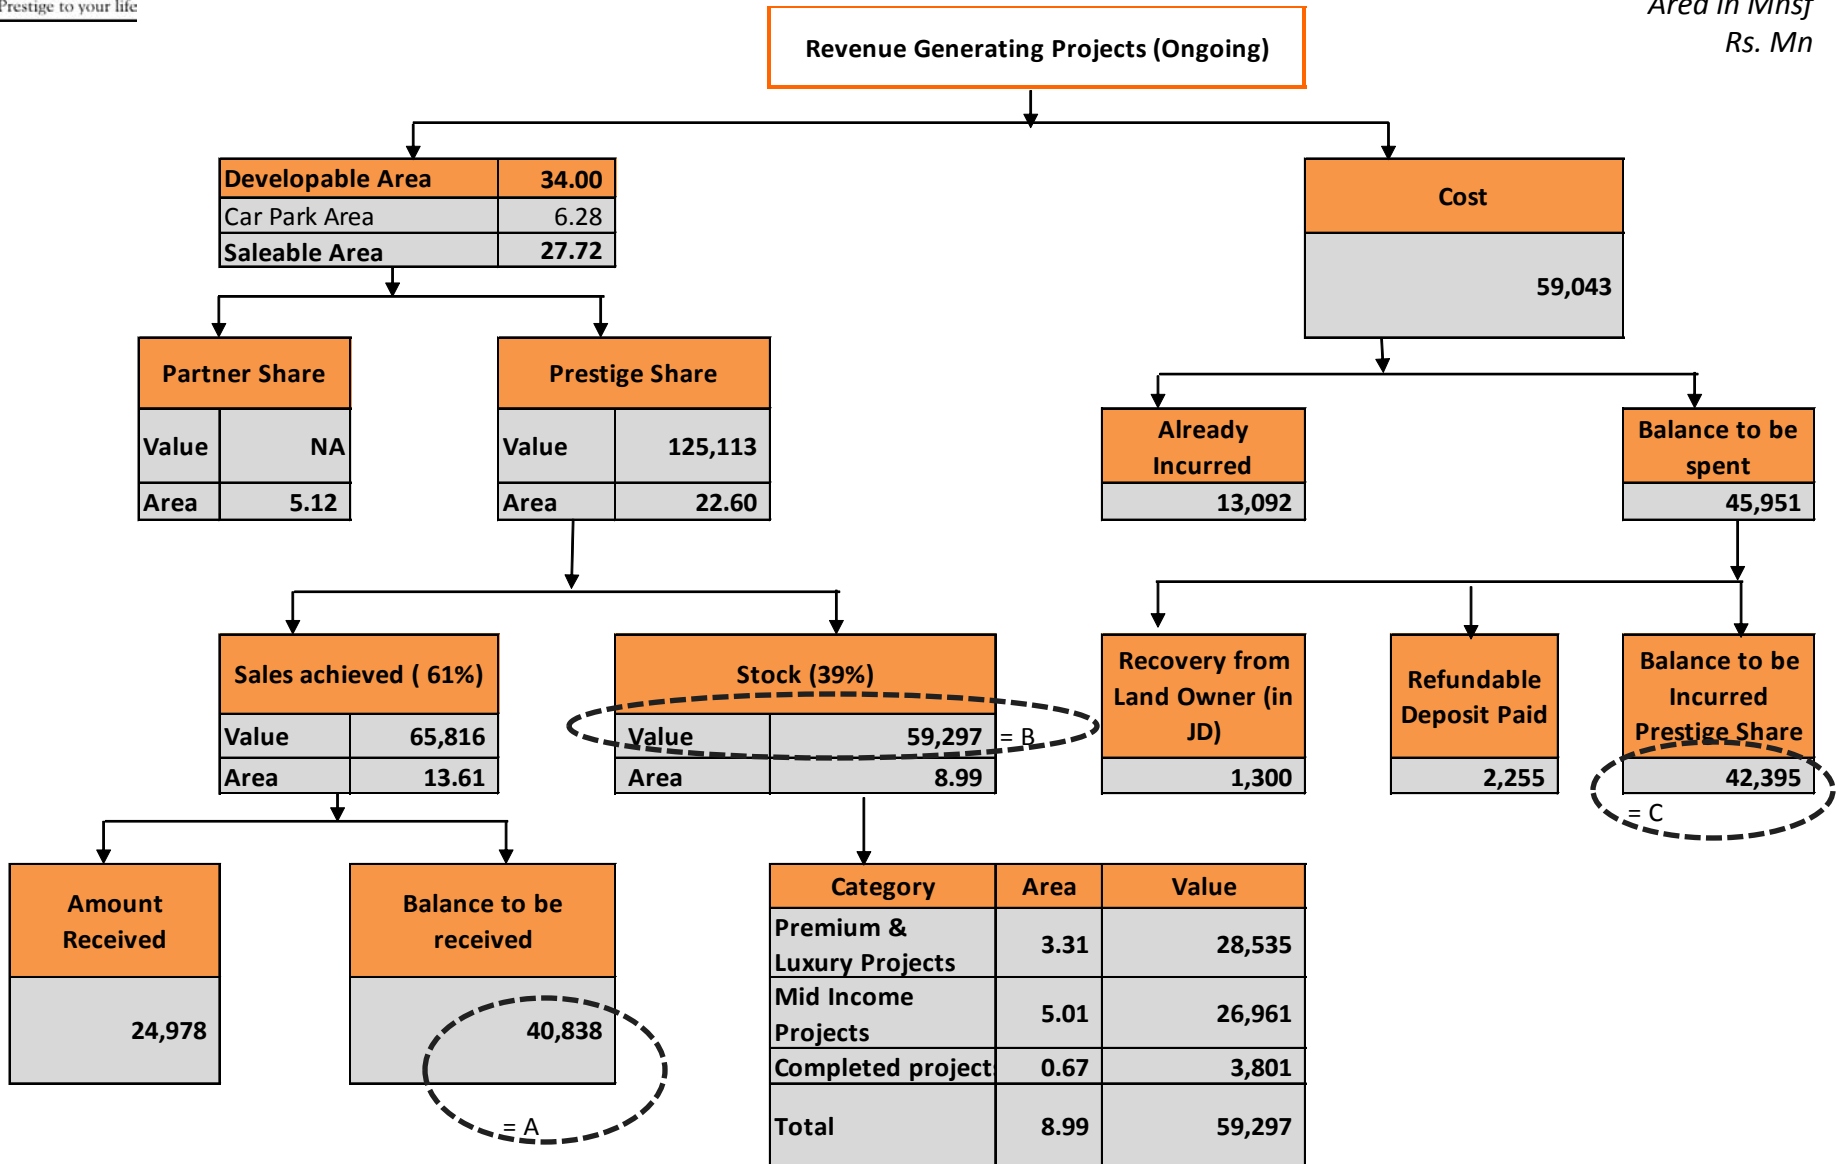 Prestige to your life
Area in Mnsf
Rs. Mn
Revenue Generating Projects (Ongoing)
Developable Area 34.00
Car Park Area 6.28
Saleable Area 27.72
Cost
59,043
Partner Share
Value NA
Area 5.12
Prestige Share
Value 125,113
Area 22.60
Already
Incurred
13,092
Balance to be
spent
45,951
Sales achieved ( 61%)
Value 65,816
Area 13.61
Stock (39%)
Value 59,297 = B
Area 8.99
Recovery from
Land Owner (in
JD)
1,300
Refundable
Deposit Paid
2,255
Balance to be
Incurred
Prestige Share
42,395
= C
Amount
Received
24,978
Balance to be
received
40,838
= A
Category Area Value
Premium &
Luxury Projects 3.31 28,535
Mid Income
Projects 5.01 26,961
Completed project 0.67 3,801
Total 8.99 59,297